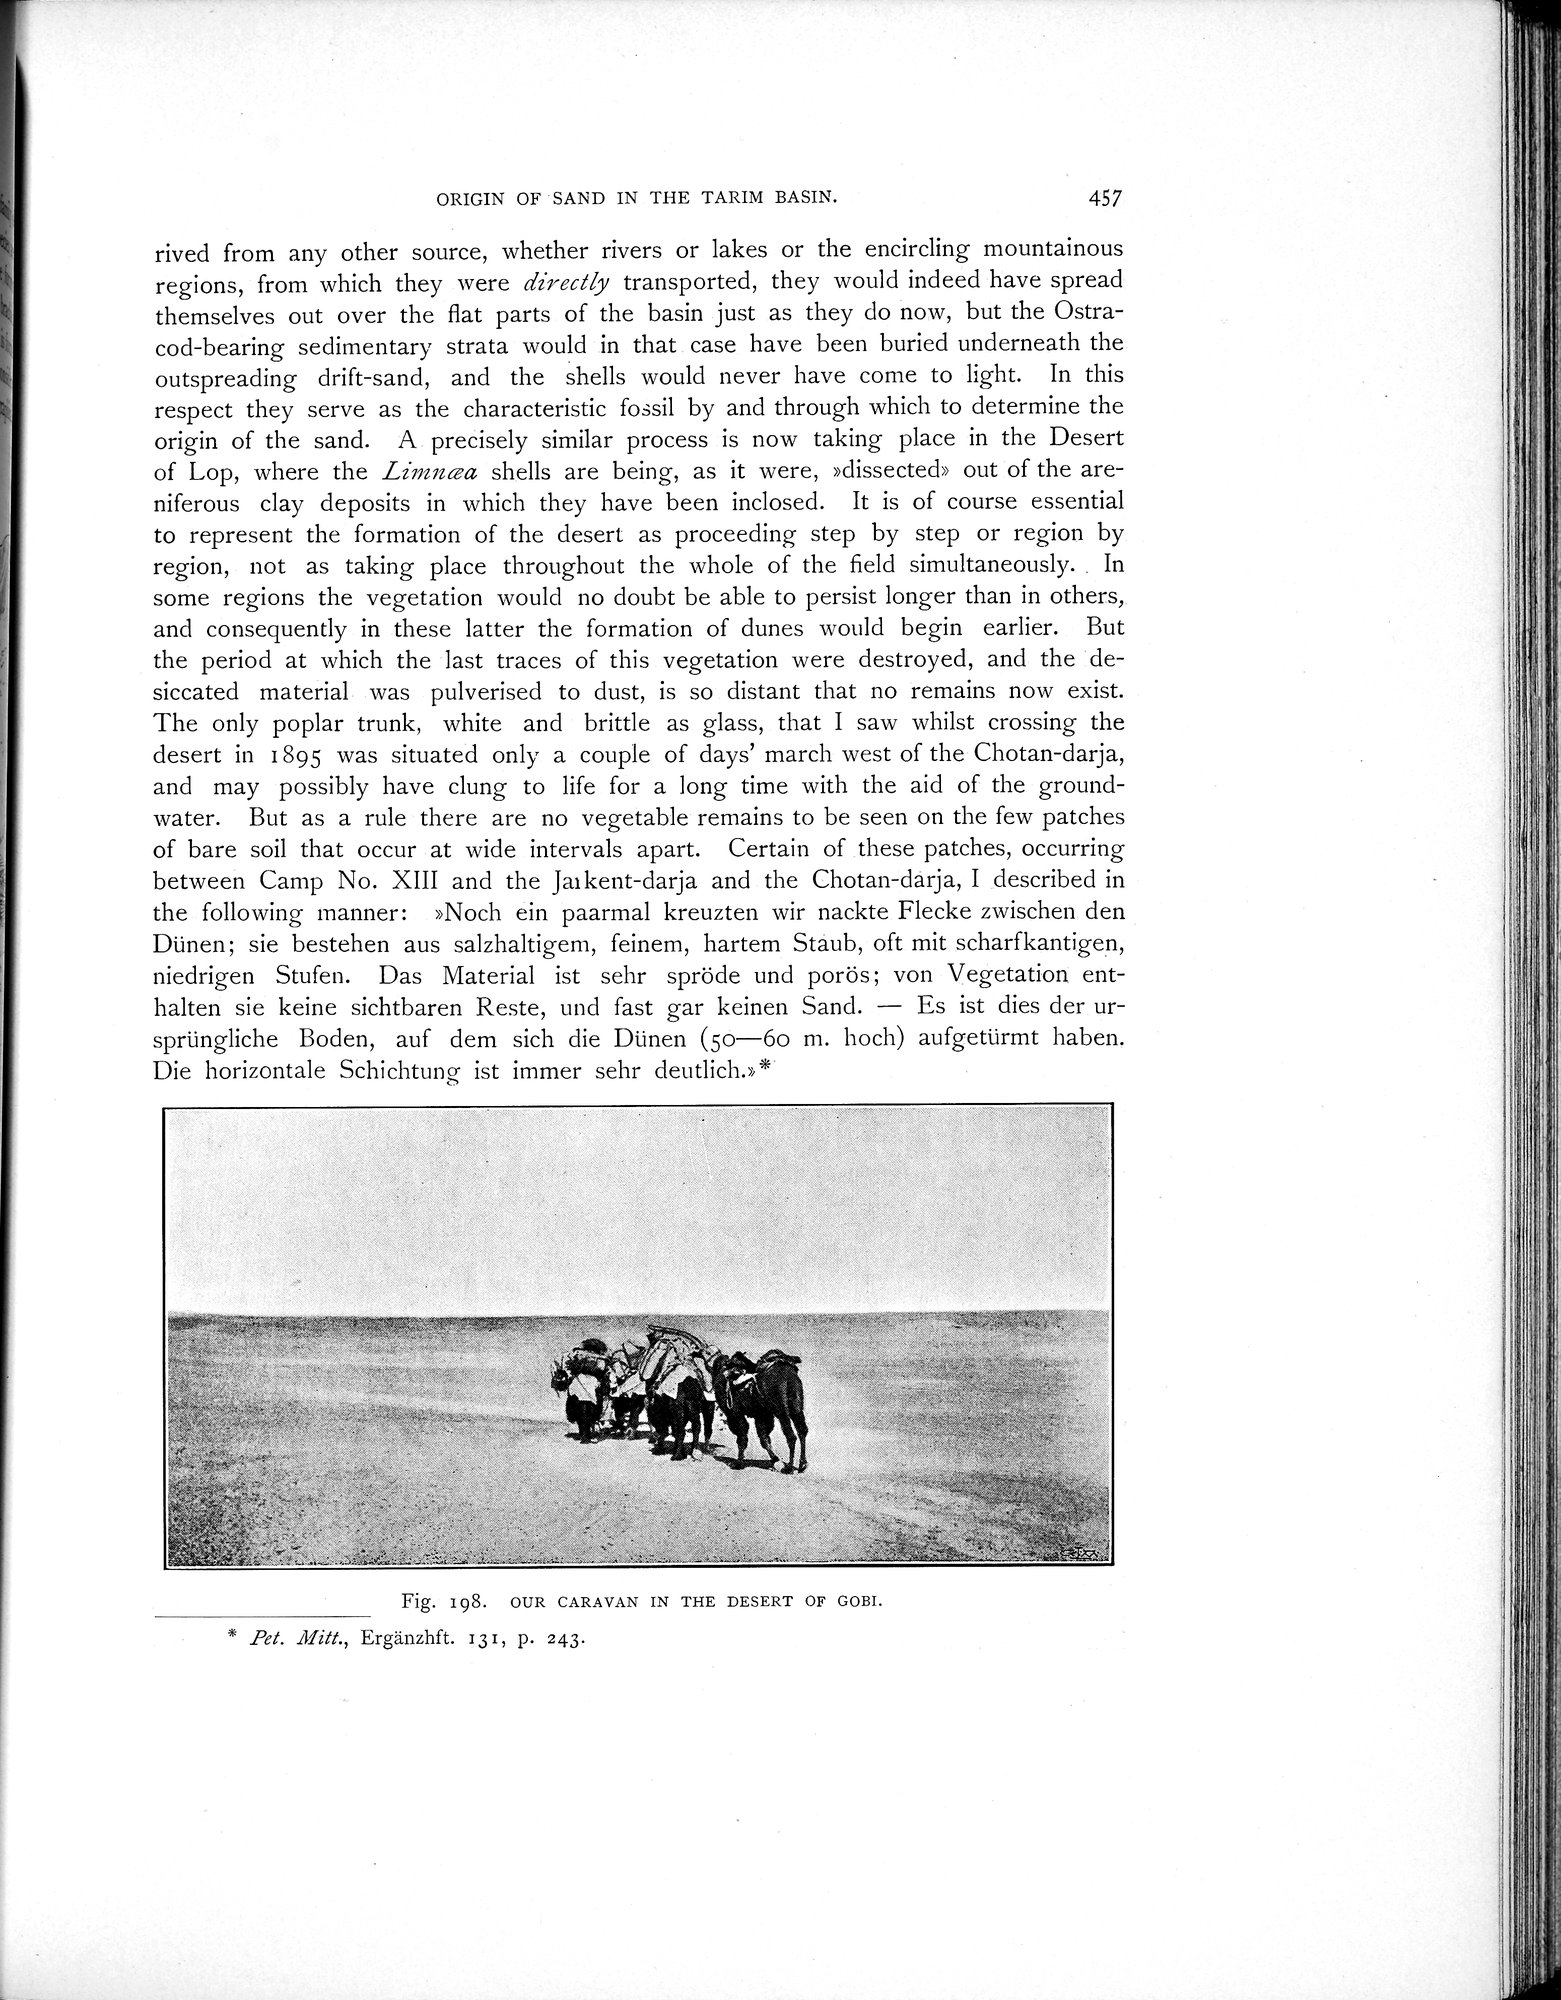 ORIGIN OF SAND IN THE TARIM BASIN. 457
rived from any other source, whether rivers or lakes or the encircling mountainous
regions, from which they were directly transported, they would indeed have spread
themselves out over the flat parts of the basin just as they do now, but the Ostra-
cod-bearing sedimentary strata would in that case have been buried underneath the
outspreading drift-sand, and the shells would never have come to light. In this
respect they serve as the characteristic fossil by and through which to determine the
origin of the sand. A precisely similar process is now taking place in the Desert
of Lop, where the Limnæa shells are being, as it were, »dissected» out of the are-
niferous clay deposits in which they have been inclosed. It is of course essential
to represent the formation of the desert as proceeding step by step or region by
region, not as taking place throughout the whole of the field simultaneously. In
some regions the vegetation would no doubt be able to persist longer than in others,
and consequently in these latter the formation of dunes would begin earlier. But
the period at which the last traces of this vegetation were destroyed, and the de-
siccated material was pulverised to dust, is so distant that no remains now exist.
The only poplar trunk, white and brittle as glass, that I saw whilst crossing the
desert in 1895 was situated only a couple of days' march west of the Chotan-darja,
and may possibly have clung to life for a long time with the aid of the ground-
water. But as a rule there are no vegetable remains to be seen on the few patches
of bare soil that occur at wide intervals apart. Certain of these patches, occurring
between Camp No. XIII and the Jarkent-darja and the Chotan-darja, I described in
the following manner: »Noch ein paarmal kreuzten wir nackte Flecke zwischen den
Dünen; sie bestehen aus salzhaltigem, feinem, hartem Staub, oft mit scharfkantigen,
niedrigen Stufen. Das Material ist sehr spröde und porös; von Vegetation ent-
halten sie keine sichtbaren Reste, und fast gar keinen Sand. — Es ist dies der ur-
sprüngliche Boden, auf dem sich die Dünen (50—60 m. hoch) aufgetürmt haben.
Die horizontale Schichtung ist immer sehr deutlich.»*
Fig. 198. OUR CARAVAN IN THE DESERT OF GOBI.
* Pet. Mitt., Ergänzhft. 131, p. 243.